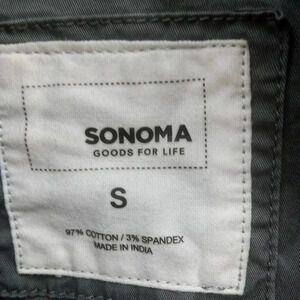 SONOMA
GOODS FOR LIFE
S
97% COTTON / 3% SPANDEX
MADE IN INDIA